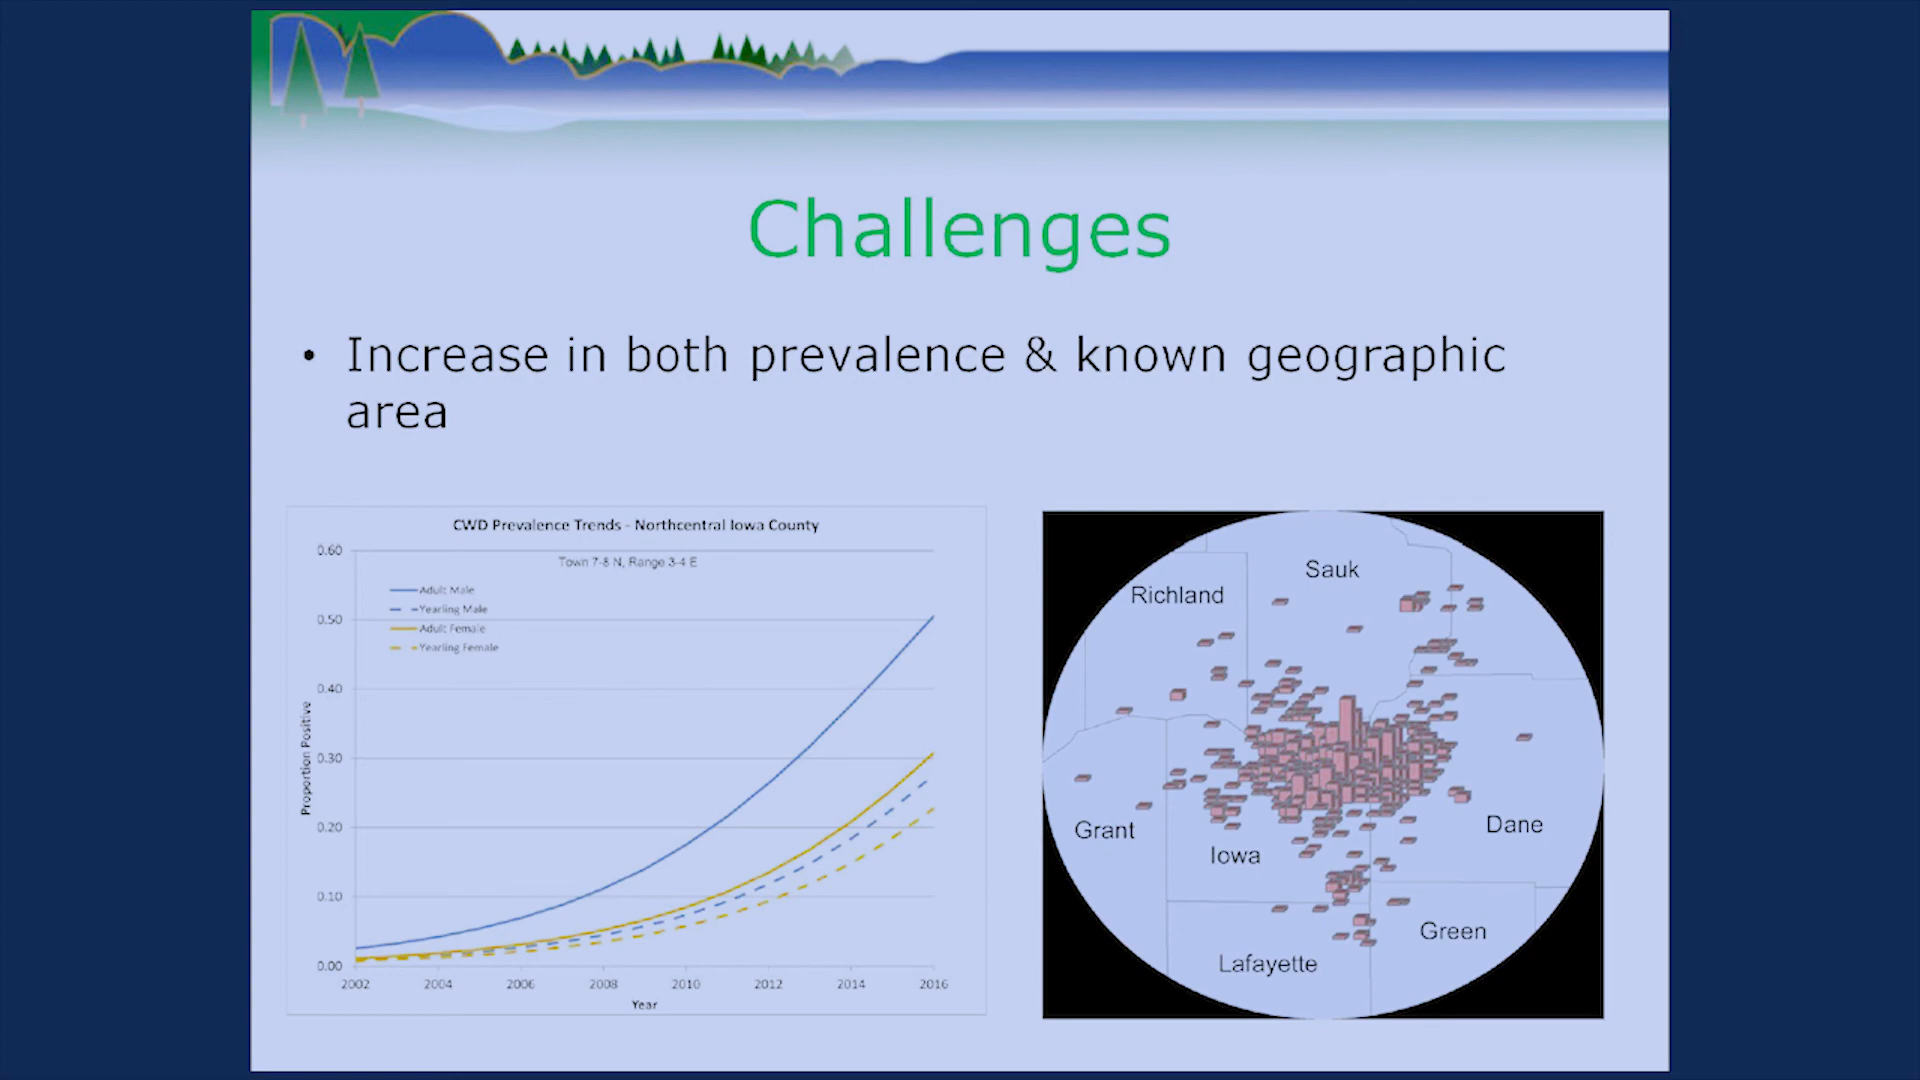 Challenges
• Increase in both prevalence & known geographic
area
CWD Prevalence Trends - Northcentral Iowa County
Town 7-8 N, Range 3-4 E
Adult Male
Yearling Male
Adult Female
Yearling Female
Proportion Positive
0.60
0.50
0.40
0.30
0.20
0.10
0.00
2002 2004 2006 2008 2010 2012 2014 2016
Year
Sauk
Richland
Grant
Dane
Iowa
Green
Lafayette